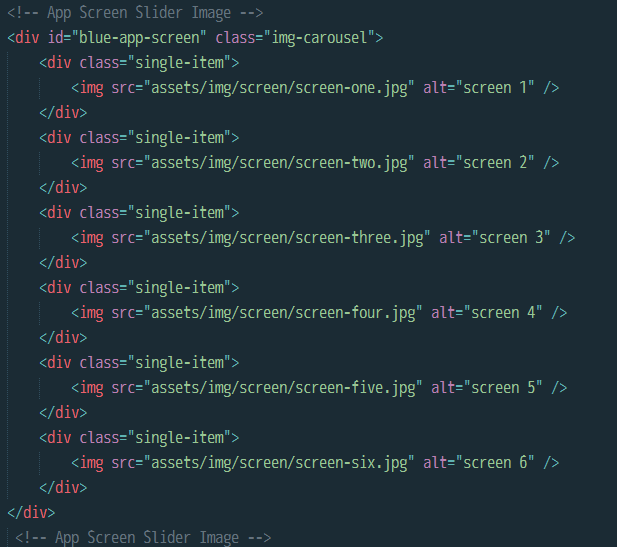 <!-- App Screen Slider Image -->
<div id="blue-app-screen" class="img-carousel">
    <div class="single-item">
        <img src="assets/img/screen/screen-one.jpg" alt="screen 1" />
    </div>
    <div class="single-item">
        <img src="assets/img/screen/screen-two.jpg" alt="screen 2" />
    </div>
    <div class="single-item">
        <img src="assets/img/screen/screen-three.jpg" alt="screen 3" />
    </div>
    <div class="single-item">
        <img src="assets/img/screen/screen-four.jpg" alt="screen 4" />
    </div>
    <div class="single-item">
        <img src="assets/img/screen/screen-five.jpg" alt="screen 5" />
    </div>
    <div class="single-item">
        <img src="assets/img/screen/screen-six.jpg" alt="screen 6" />
    </div>
</div>
 <!-- App Screen Slider Image -->